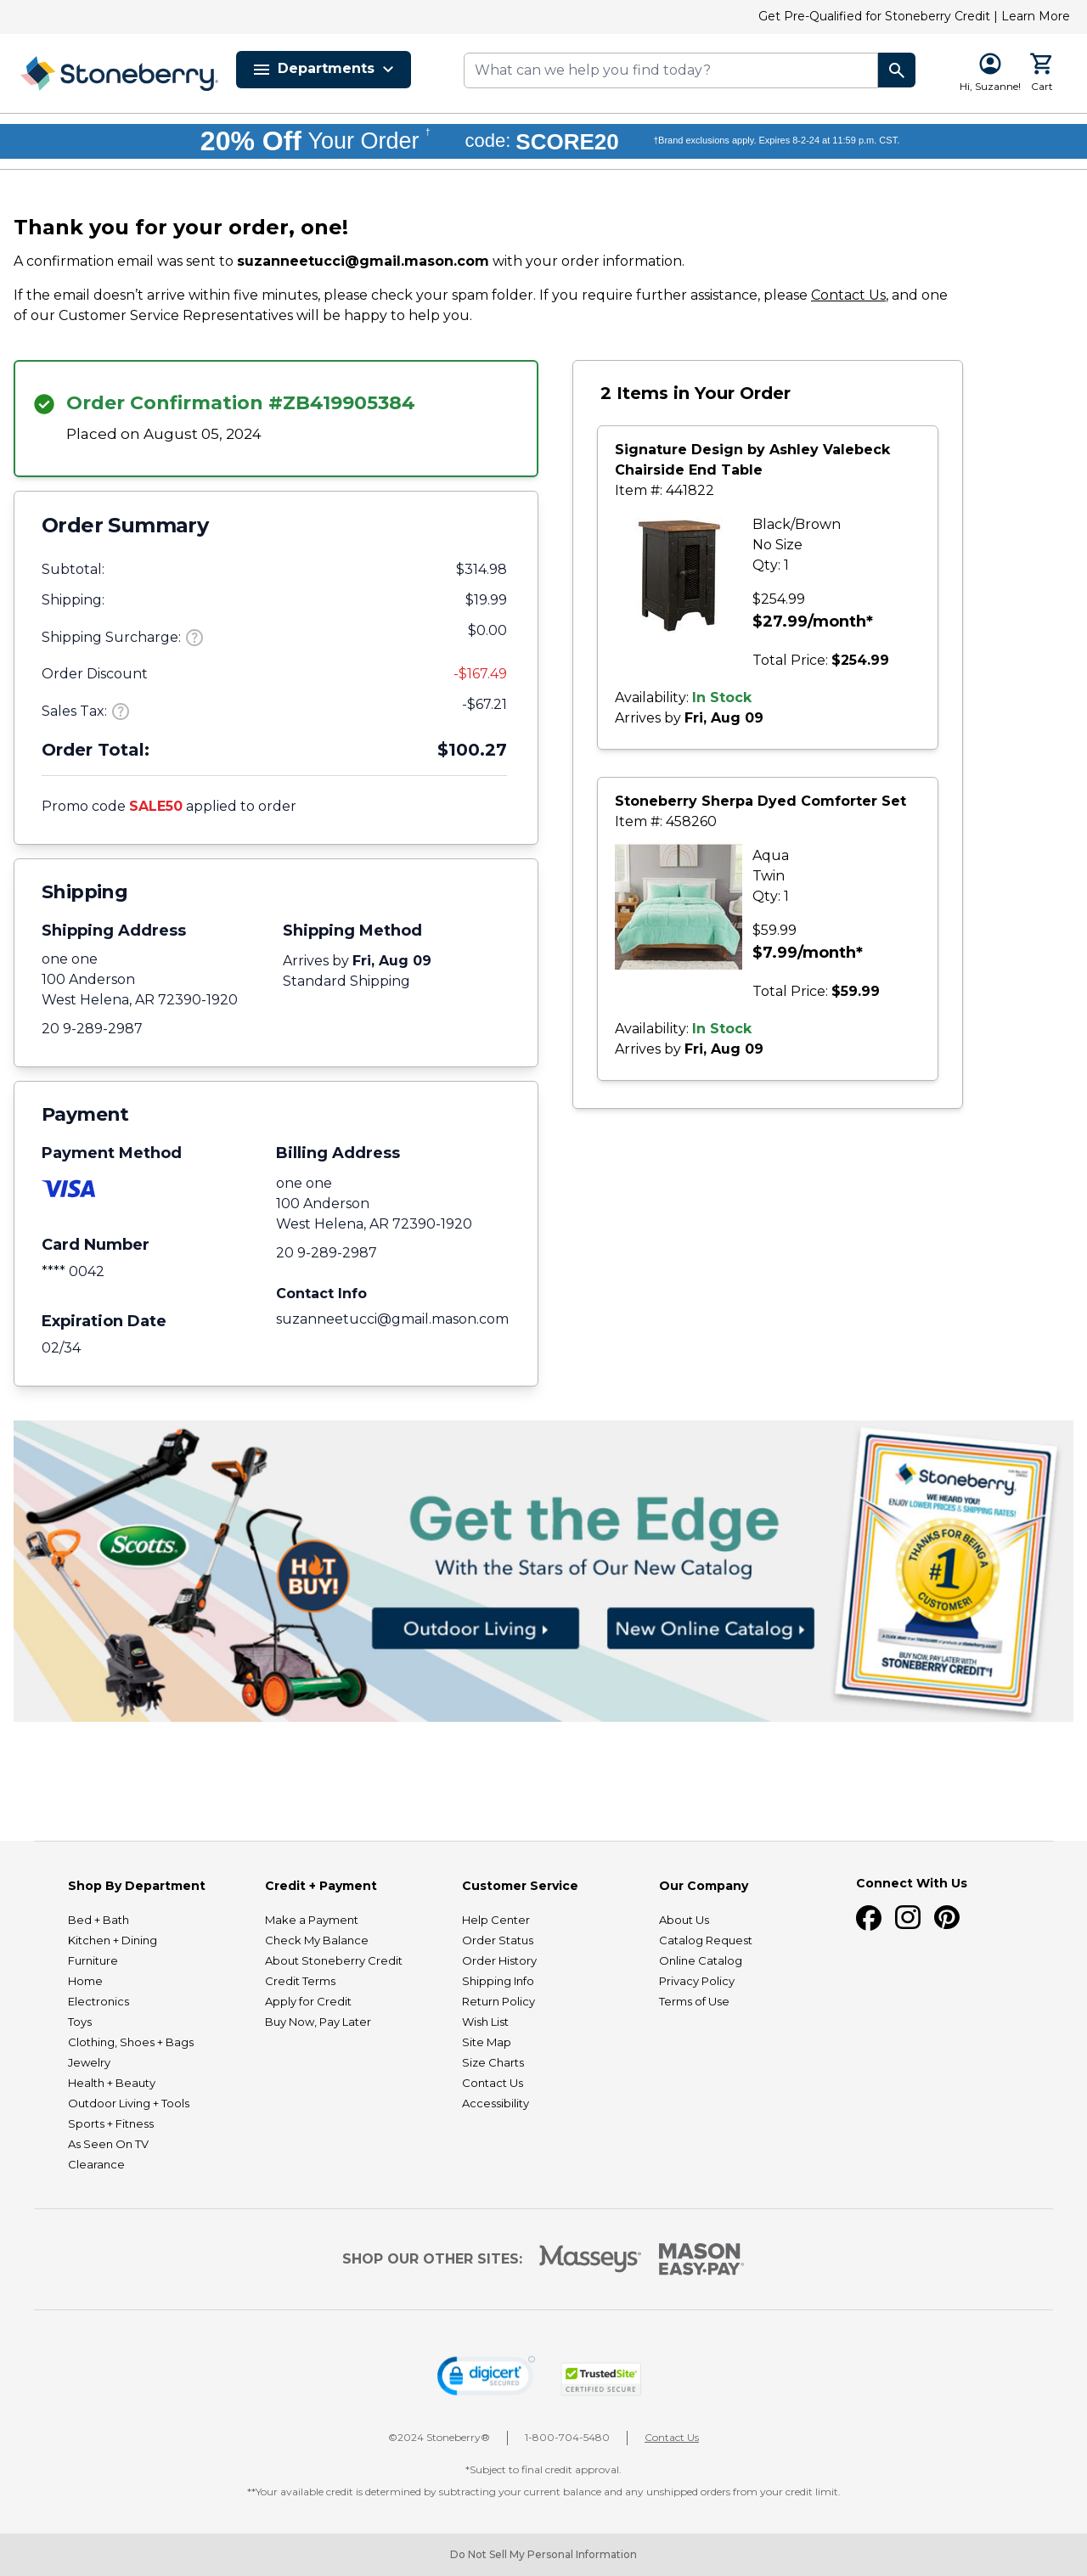 Get Pre-Qualified for Stoneberry Credit | Learn More
Stoneberry
Departments
What can we help you find today?
Hi, Suzanne!
Cart
20% Off Your Order † code: SCORE20 †Brand exclusions apply. Expires 8-2-24 at 11:59 p.m. CST.
Thank you for your order, one!
A confirmation email was sent to suzanneetucci@gmail.mason.com with your order information.
If the email doesn’t arrive within five minutes, please check your spam folder. If you require further assistance, please Contact Us, and one
of our Customer Service Representatives will be happy to help you.
Order Confirmation #ZB419905384
Placed on August 05, 2024
Order Summary
Subtotal: $314.98
Shipping: $19.99
Shipping Surcharge: ? $0.00
Order Discount -$167.49
Sales Tax: ? -$67.21
Order Total: $100.27
Promo code SALE50 applied to order
Shipping
Shipping Address
one one
100 Anderson
West Helena, AR 72390-1920
20 9-289-2987
Shipping Method
Arrives by Fri, Aug 09
Standard Shipping
Payment
Payment Method
VISA
Card Number
**** 0042
Expiration Date
02/34
Billing Address
one one
100 Anderson
West Helena, AR 72390-1920
20 9-289-2987
Contact Info
suzanneetucci@gmail.mason.com
2 Items in Your Order
Signature Design by Ashley Valebeck
Chairside End Table
Item #: 441822
Black/Brown
No Size
Qty: 1
$254.99
$27.99/month*
Total Price: $254.99
Availability: In Stock
Arrives by Fri, Aug 09
Stoneberry Sherpa Dyed Comforter Set
Item #: 458260
Aqua
Twin
Qty: 1
$59.99
$7.99/month*
Total Price: $59.99
Availability: In Stock
Arrives by Fri, Aug 09
Scotts
HOT
BUY!
Get the Edge
With the Stars of Our New Catalog
Outdoor Living
New Online Catalog
Stoneberry
WE HEARD YOU!
ENJOY LOWER PRICES & SHIPPING RATES!
THANKS FOR BEING A
#1
CUSTOMER!
BUY NOW, PAY LATER WITH
STONEBERRY CREDIT*!
Shop By Department
Bed + Bath
Kitchen + Dining
Furniture
Home
Electronics
Toys
Clothing, Shoes + Bags
Jewelry
Health + Beauty
Outdoor Living + Tools
Sports + Fitness
As Seen On TV
Clearance
Credit + Payment
Make a Payment
Check My Balance
About Stoneberry Credit
Credit Terms
Apply for Credit
Buy Now, Pay Later
Customer Service
Help Center
Order Status
Order History
Shipping Info
Return Policy
Wish List
Site Map
Size Charts
Contact Us
Accessibility
Our Company
About Us
Catalog Request
Online Catalog
Privacy Policy
Terms of Use
Connect With Us
SHOP OUR OTHER SITES:
Masseys®
MASON
EASY•PAY®
digicert
SECURED
TrustedSite
CERTIFIED SECURE
©2024 Stoneberry®
1-800-704-5480
Contact Us
*Subject to final credit approval.
**Your available credit is determined by subtracting your current balance and any unshipped orders from your credit limit.
Do Not Sell My Personal Information